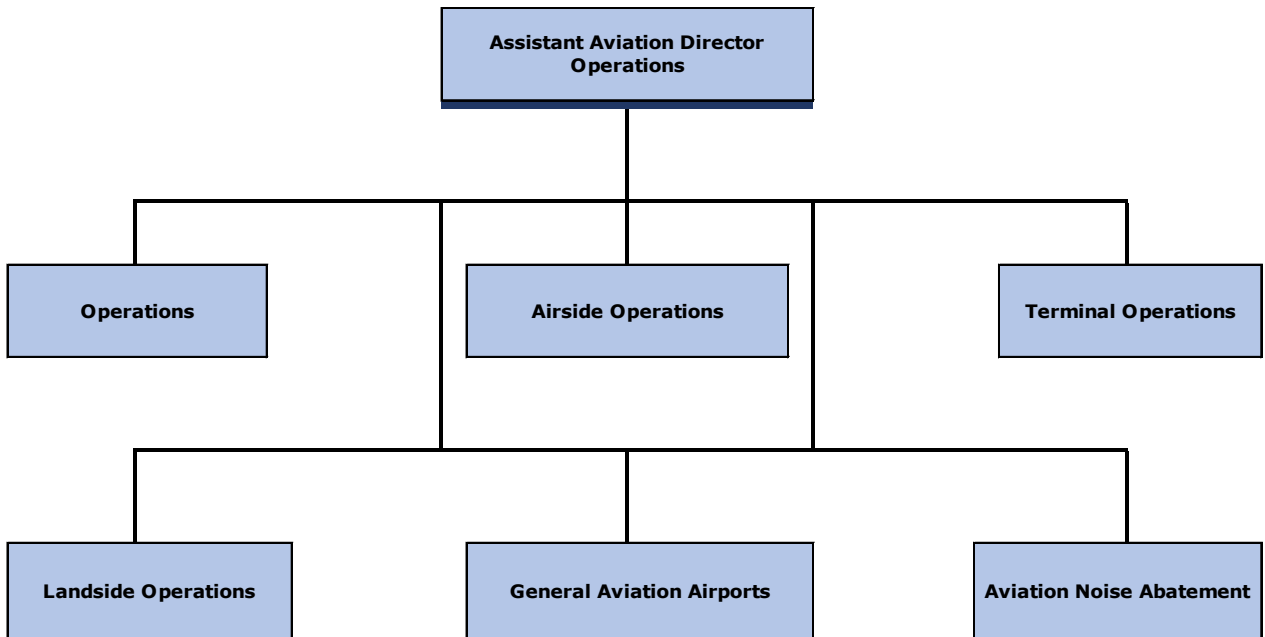 Assistant Aviation Director
Operations
Operations
Airside Operations
Terminal Operations
Landside Operations
General Aviation Airports
Aviation Noise Abatement